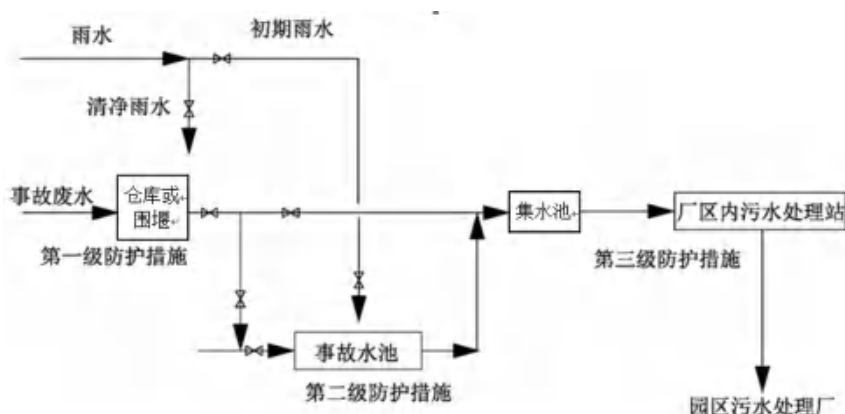 雨水
初期雨水
清净雨水
事故废水
仓库或
围堰
集水池
厂区内污水处理站
第一级防护措施
第三级防护措施
事故水池
第二级防护措施
园区污水处理厂